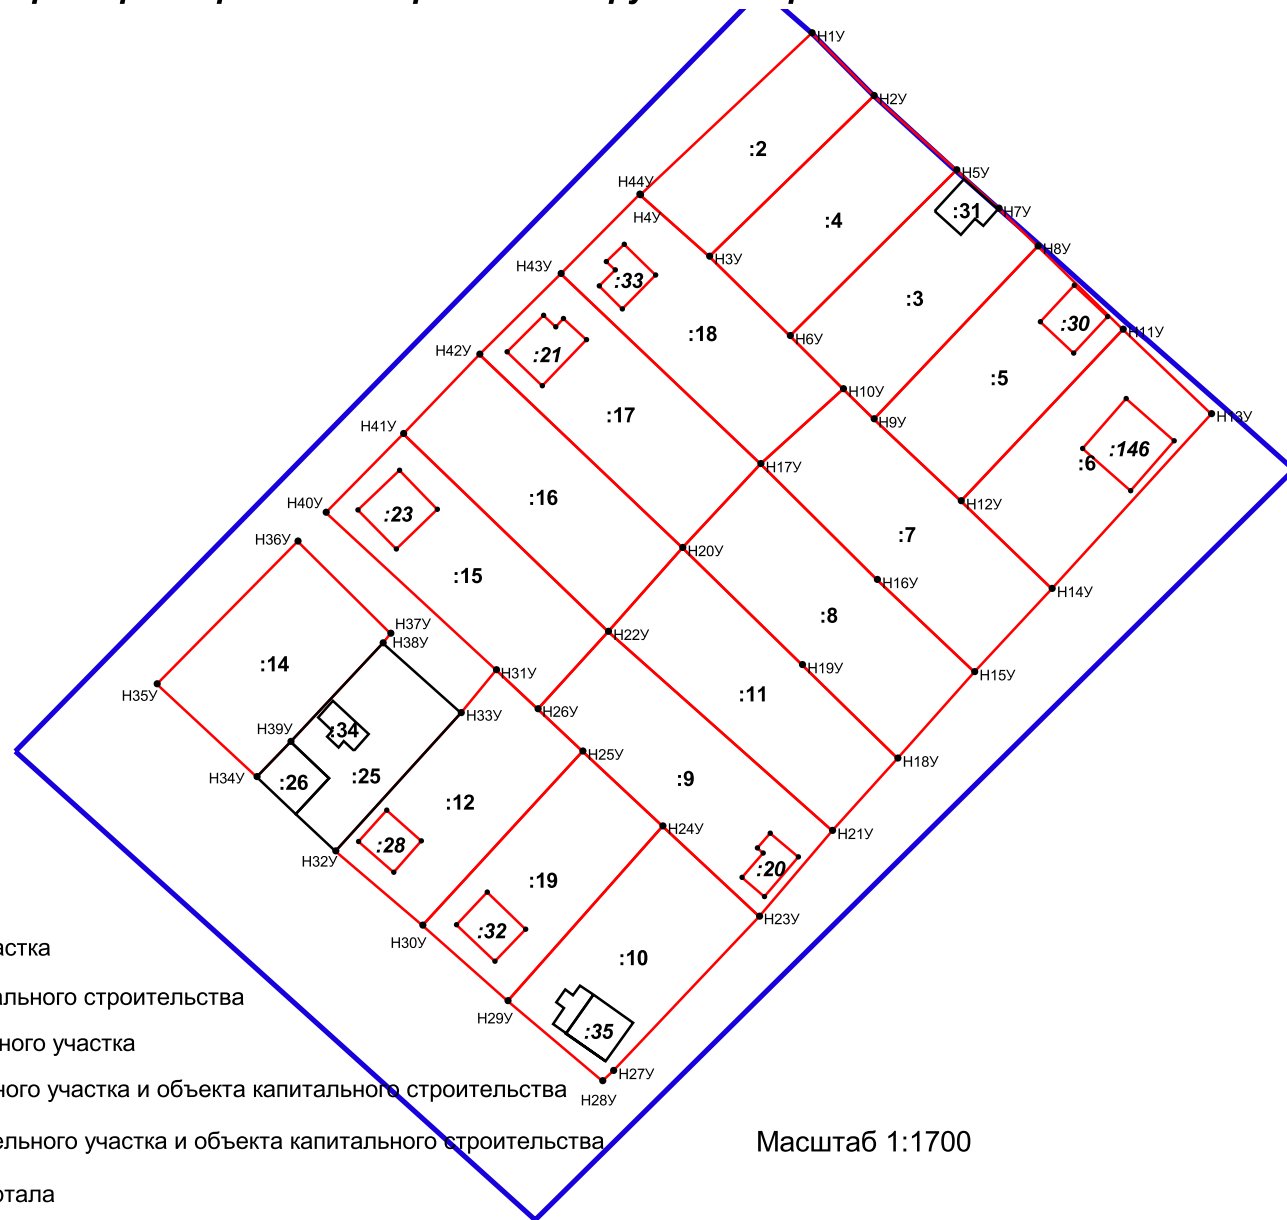 Н1У
Н2У
:2
Н5У
Н44У
:31
Н7У
Н4У
:4
Н8У
Н3У
Н43У
:33
:3
:30
:18
Н11У
Н6У
Н42У
:21
:5
Н10У
:17
Н13У
Н9У
Н41У
:146
:6
Н17У
:16
Н40У
:23
Н12У
:7
Н36У
Н20У
:15
Н16У
Н14У
:8
Н37У
Н22У
Н38У
:14
Н19У
Н31У
Н15У
Н35У
:11
Н26У
Н33У
Н39У
:34
Н25У
Н18У
Н34У
:26
:25
:9
:12
Н24У
Н21У
:28
Н32У
:20
:19
Н23У
:32
Н30У
:10
Н29У
:35
Н27У
Н28У
астка
ального строительства
ного участка
ного участка и объекта капитального строительства
ельного участка и объекта капитального строительства
Масштаб 1:1700
ртала